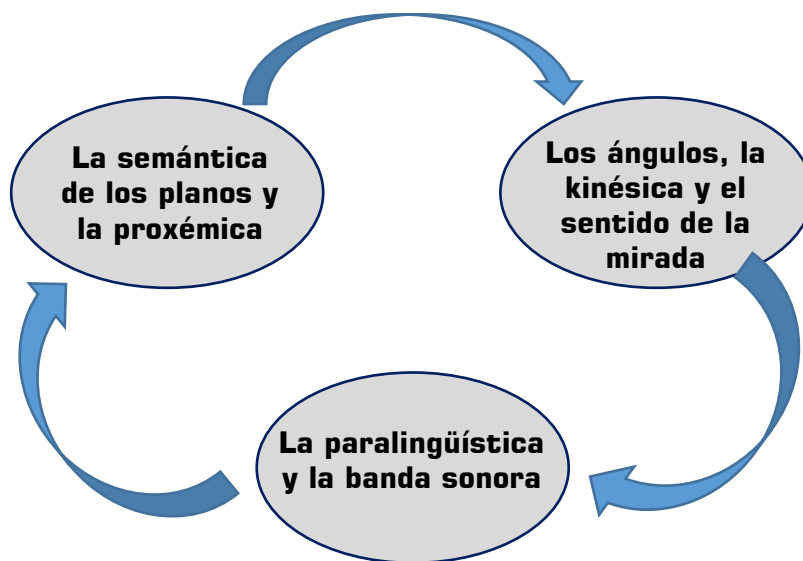 La semántica
de los planos y
la proxémica
Los ángulos, la
kinésica y el
sentido de la
mirada
La paralingüística
y la banda sonora